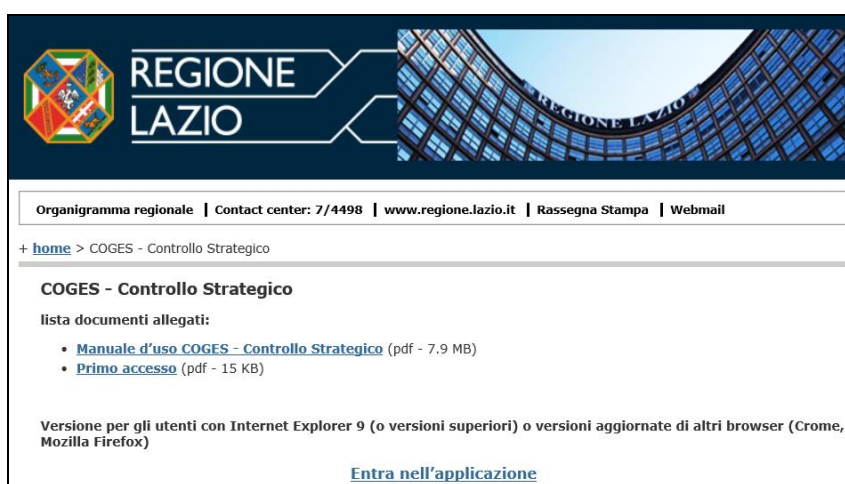 REGIONE
LAZIO
REGIONE LAZIO
Organigramma regionale | Contact center: 7/4498 | www.regione.lazio.it | Rassegna Stampa | Webmail
+ home > COGES - Controllo Strategico
COGES - Controllo Strategico
lista documenti allegati:
• Manuale d'uso COGES - Controllo Strategico (pdf - 7.9 MB)
• Primo accesso (pdf - 15 KB)
Versione per gli utenti con Internet Explorer 9 (o versioni superiori) o versioni aggiornate di altri browser (Crome,
Mozilla Firefox)
Entra nell'applicazione